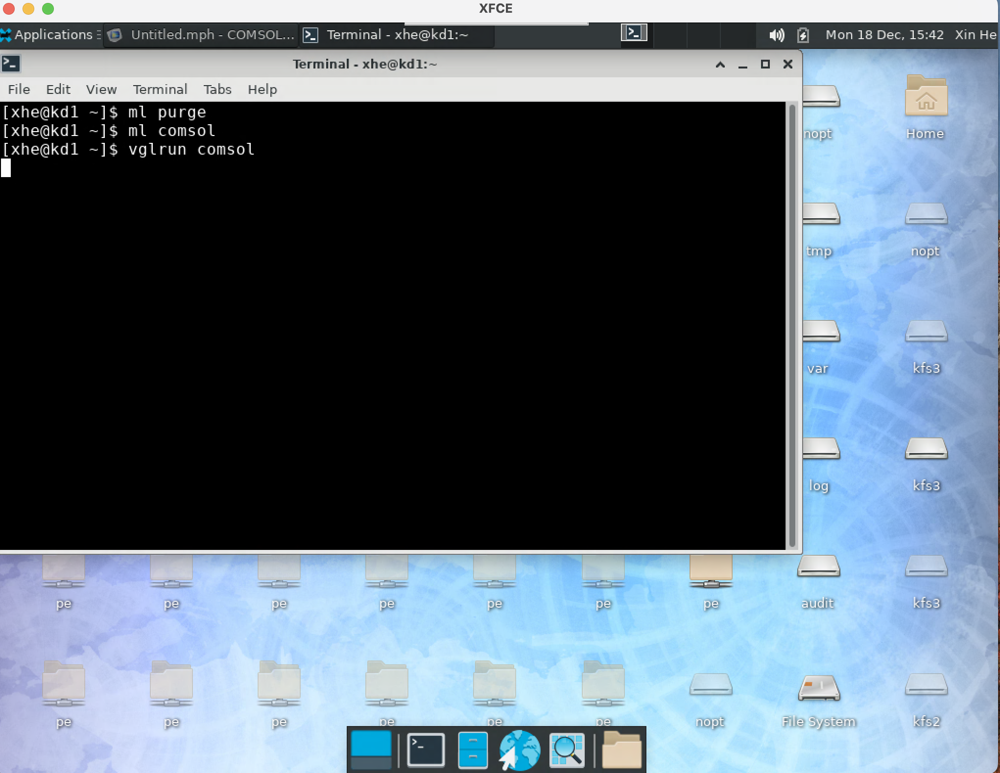 XFCE
Applications
Untitled.mph - COMSOL...
Terminal - xhe@kd1:~
Mon 18 Dec, 15:42
Xin He
Terminal - xhe@kd1:~
File Edit View Terminal Tabs Help
[xhe@kd1 ~]$ ml purge
[xhe@kd1 ~]$ ml comsol
[xhe@kd1 ~]$ vglrun comsol
nopt
Home
tmp
nopt
var
kfs3
log
kfs3
pe
pe
pe
pe
pe
pe
pe
audit
kfs3
pe
pe
pe
pe
pe
pe
nopt
File System
kfs2